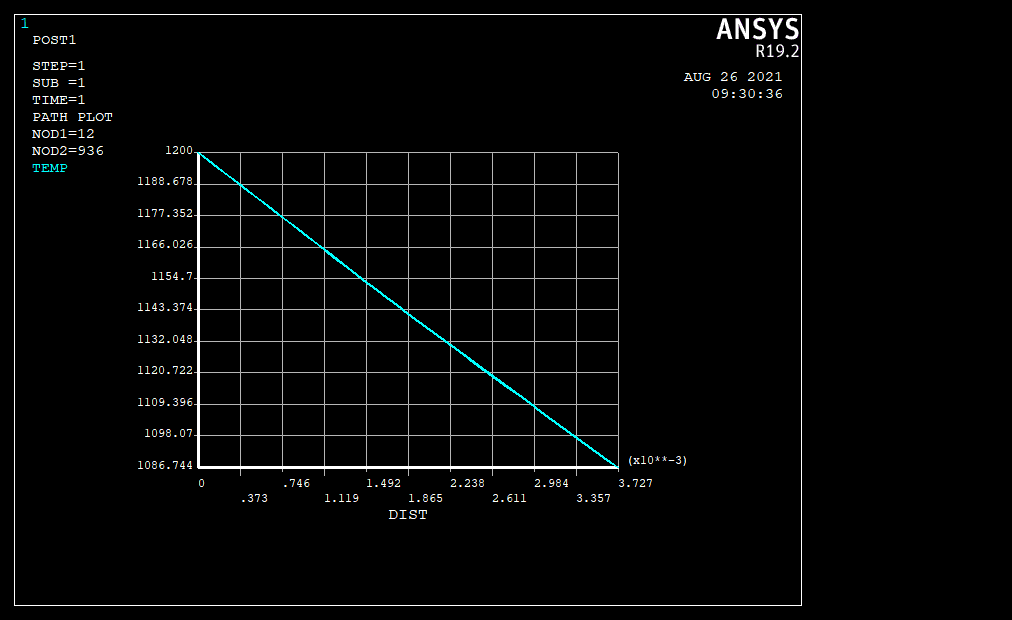 1
POST1
STEP=1
SUB =1
TIME=1
PATH PLOT
NOD1=12
NOD2=936
TEMP
ANSYS
R19.2
AUG 26 2021
09:30:36
1200
1188.678
1177.352
1166.026
1154.7
1143.374
1132.048
1120.722
1109.396
1098.07
1086.744
(x10**-3)
0 .746 1.492 2.238 2.984 3.727
.373 1.119 1.865 2.611 3.357
DIST